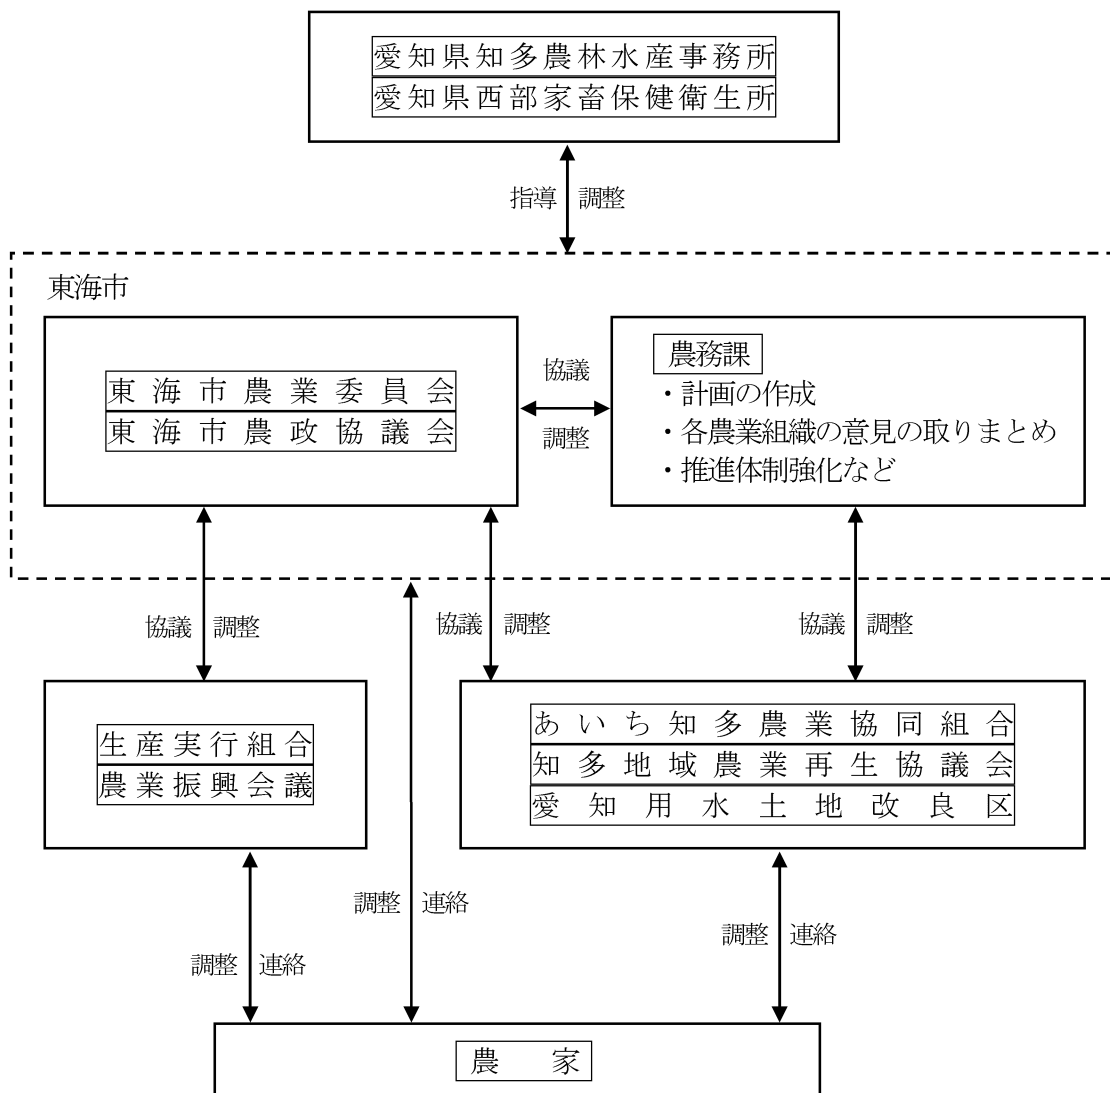 愛知県知多農林水産事務所
愛知県西部家畜保健衛生所
指導 調整
東海市
東海市農業委員会
東海市農政協議会
協議
調整
農務課
・計画の作成
・各農業組織の意見の取りまとめ
・推進体制強化など
協議 調整
協議 調整
協議 調整
生産実行組合
農業振興会議
あいち知多農業協同組合
知多地域農業再生協議会
愛知用水土地改良区
調整 連絡
調整 連絡
調整 連絡
農家